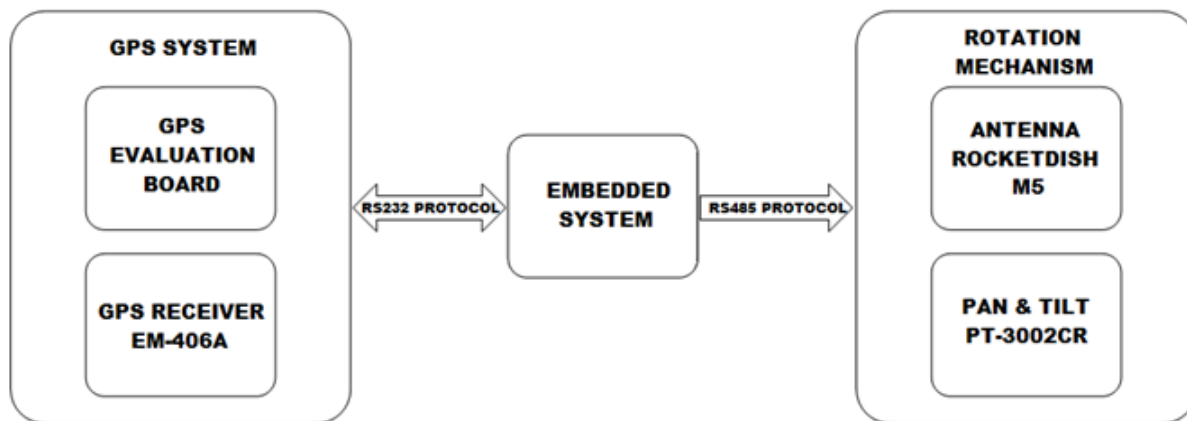 GPS SYSTEM
GPS
EVALUATION
BOARD
GPS RECEIVER
EM-406A
RS232 PROTOCOL
EMBEDDED
SYSTEM
RS485 PROTOCOL
ROTATION
MECHANISM
ANTENNA
ROCKETDISH
M5
PAN & TILT
PT-3002CR